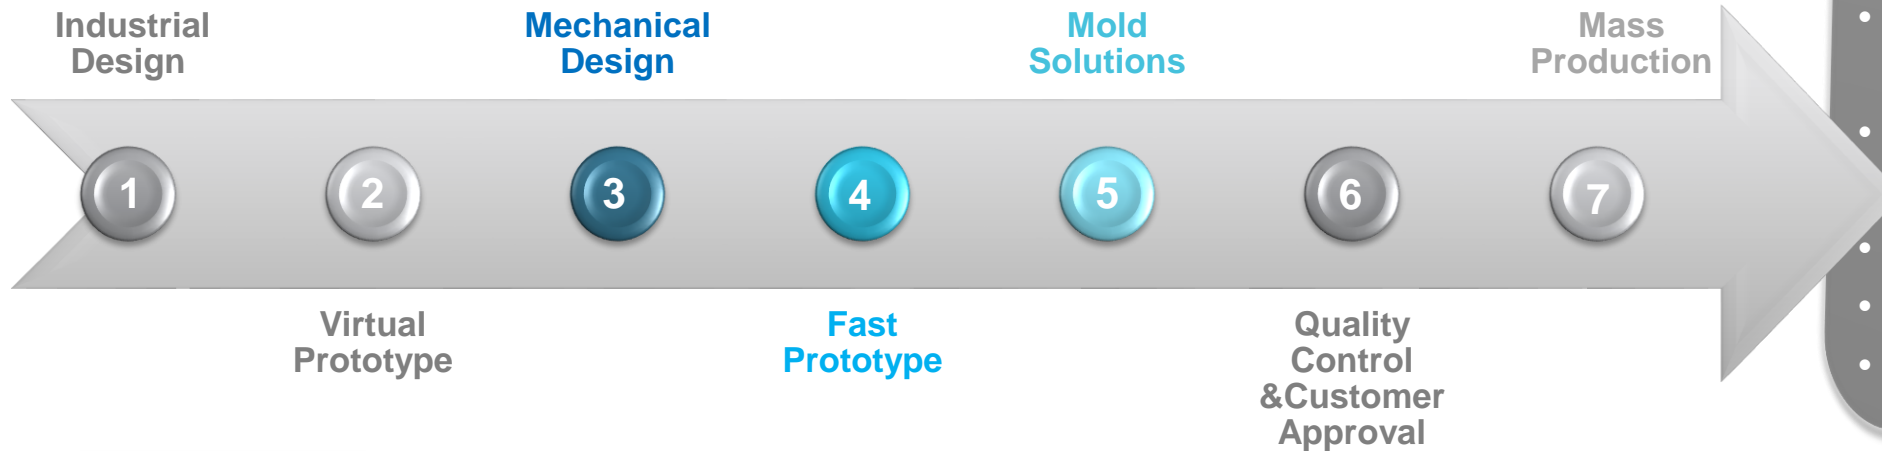 Industrial
Design
Mechanical
Design
Mold
Solutions
Mass
Production
1
2
3
4
5
6
7
Virtual
Prototype
Fast
Prototype
Quality
Control
&Customer
Approval